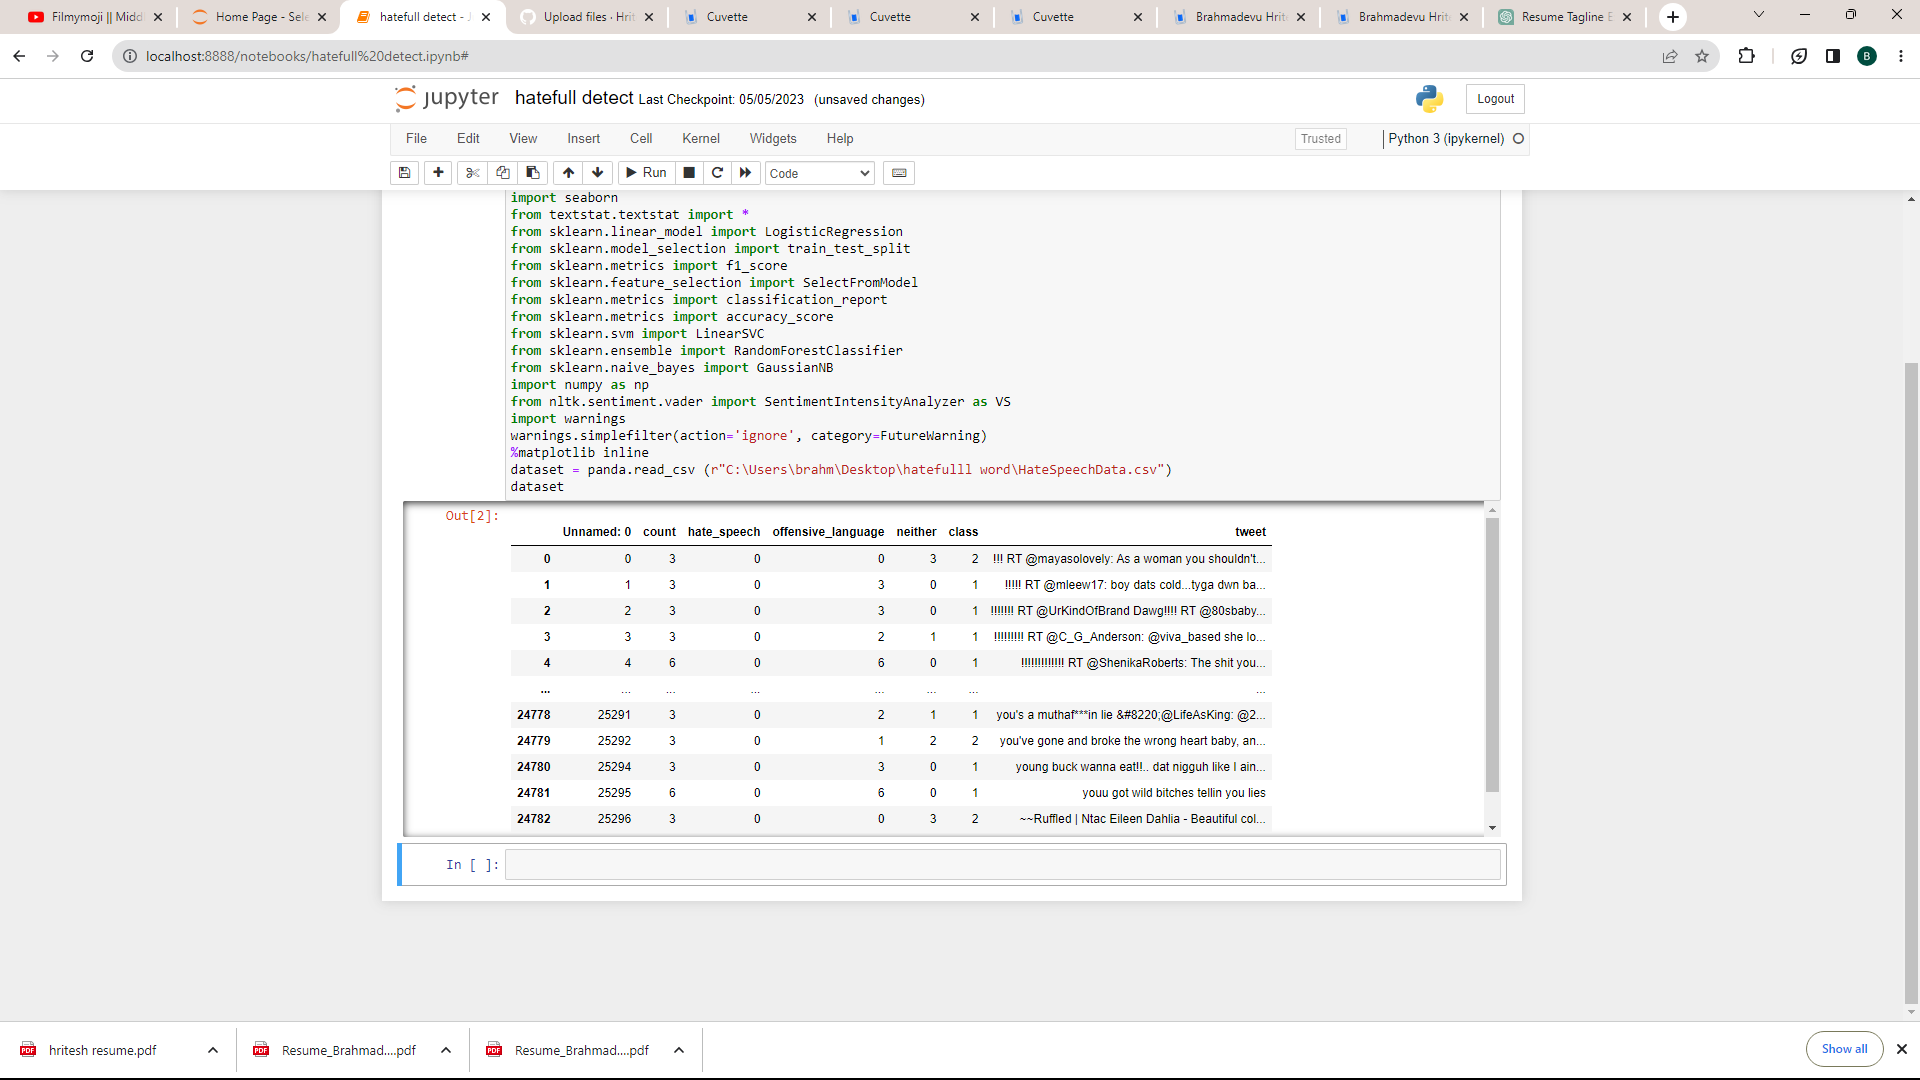 Filmymoji || Middl
Home Page - Sele
hatefull detect - J
Upload files · Hrit
Cuvette
Cuvette
Cuvette
Brahmadevu Hrit
Brahmadevu Hrit
Resume Tagline E
localhost:8888/notebooks/hatefull%20detect.ipynb#
B
jupyter hatefull detect Last Checkpoint: 05/05/2023 (unsaved changes)
Logout
File Edit View Insert Cell Kernel Widgets Help
Trusted
Python 3 (ipykernel)
Run
Code
import seaborn
from textstat.textstat import *
from sklearn.linear_model import LogisticRegression
from sklearn.model_selection import train_test_split
from sklearn.metrics import f1_score
from sklearn.feature_selection import SelectFromModel
from sklearn.metrics import classification_report
from sklearn.metrics import accuracy_score
from sklearn.svm import LinearSVC
from sklearn.ensemble import RandomForestClassifier
from sklearn.naive_bayes import GaussianNB
import numpy as np
from nltk.sentiment.vader import SentimentIntensityAnalyzer as VS
import warnings
warnings.simplefilter(action='ignore', category=FutureWarning)
%matplotlib inline
dataset = panda.read_csv (r"C:\Users\brahm\Desktop\hatefulll word\HateSpeechData.csv")
dataset
Out[2]:
Unnamed: 0 count hate_speech offensive_language neither class tweet
0 0 3 0 0 3 2 !!! RT @mayasolovely: As a woman you shouldn't...
1 1 3 0 3 0 1 !!!!! RT @mleew17: boy dats cold...tyga dwn ba...
2 2 3 0 3 0 1 !!!!!!! RT @UrKindOfBrand Dawg!!!! RT @80sbaby...
3 3 3 0 2 1 1 !!!!!!!!! RT @C_G_Anderson: @viva_based she lo...
4 4 6 0 6 0 1 !!!!!!!!!!!!! RT @ShenikaRoberts: The shit you...
... ... ... ... ... ... ... ...
24778 25291 3 0 2 1 1 you's a muthaf***in lie &#8220;@LifeAsKing: @2...
24779 25292 3 0 1 2 2 you've gone and broke the wrong heart baby, an...
24780 25294 3 0 3 0 1 young buck wanna eat!!.. dat nigguh like I ain...
24781 25295 6 0 6 0 1 youu got wild bitches tellin you lies
24782 25296 3 0 0 3 2 ~~Ruffled | Ntac Eileen Dahlia - Beautiful col...
In [ ]:
hritesh resume.pdf
Resume_Brahmad....pdf
Resume_Brahmad....pdf
Show all